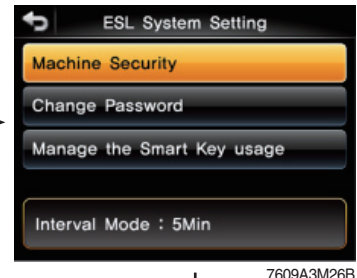 ESL System Setting
Machine Security
Change Password
Manage the Smart Key usage
Interval Mode : 5Min
7609A3M26B